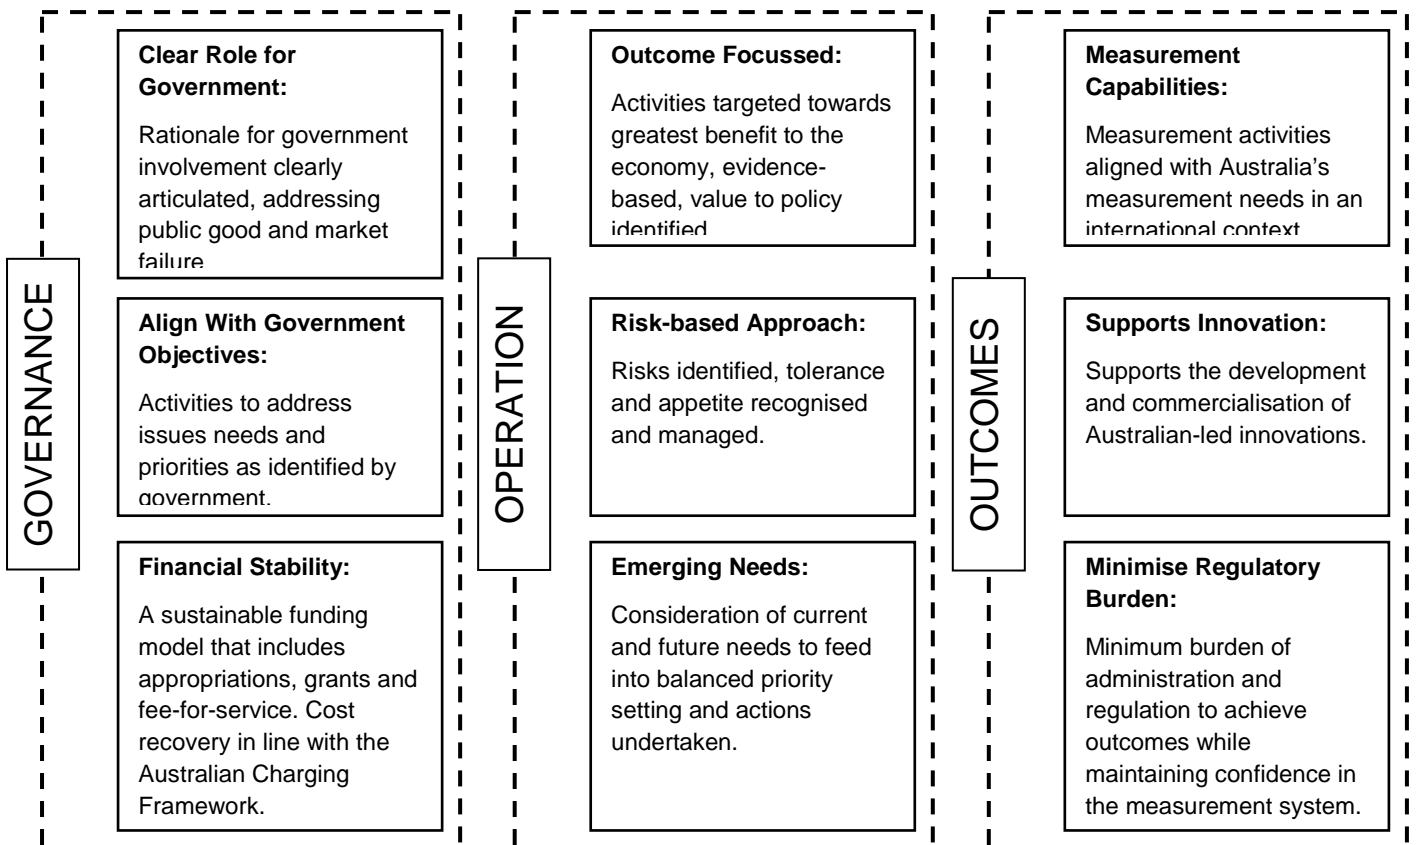 GOVERNANCE
Clear Role for
Government:
Rationale for government
involvement clearly
articulated, addressing
public good and market
failure
Align With Government
Objectives:
Activities to address
issues needs and
priorities as identified by
government.
Financial Stability:
A sustainable funding
model that includes
appropriations, grants and
fee-for-service. Cost
recovery in line with the
Australian Charging
Framework.
OPERATION
Outcome Focussed:
Activities targeted towards
greatest benefit to the
economy, evidence-
based, value to policy
identified
Risk-based Approach:
Risks identified, tolerance
and appetite recognised
and managed.
Emerging Needs:
Consideration of current
and future needs to feed
into balanced priority
setting and actions
undertaken.
OUTCOMES
Measurement
Capabilities:
Measurement activities
aligned with Australia’s
measurement needs in an
international context
Supports Innovation:
Supports the development
and commercialisation of
Australian-led innovations.
Minimise Regulatory
Burden:
Minimum burden of
administration and
regulation to achieve
outcomes while
maintaining confidence in
the measurement system.